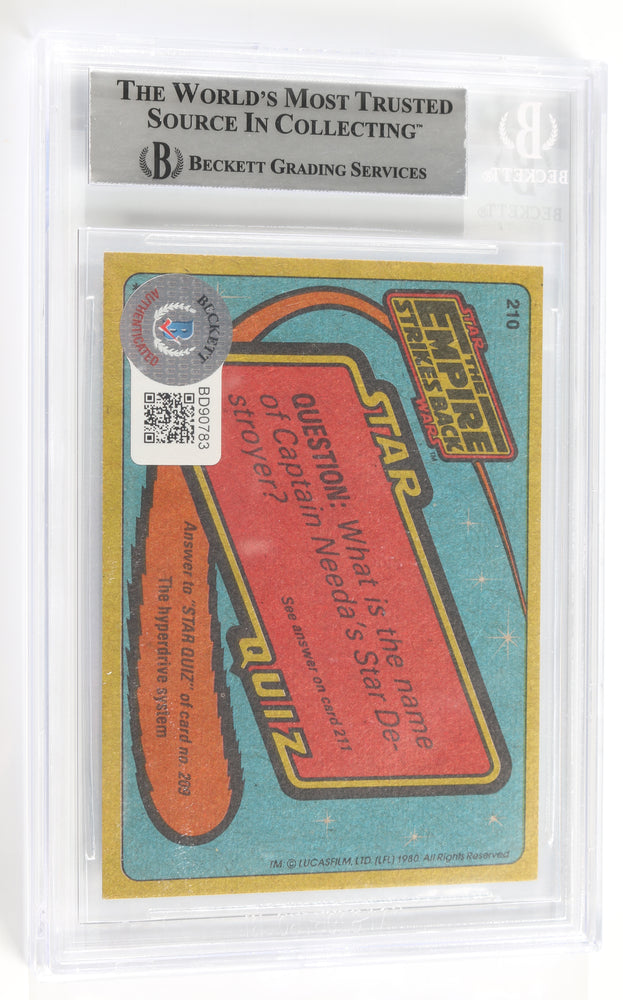 THE WORLD'S MOST TRUSTED
SOURCE IN COLLECTING™
B BECKETT GRADING SERVICES
B
BECKETT®
BECKETT®
210
STAR
THE
EMPIRE
STRIKES BACK
WARS™
BECKETT
AUTHENTICATED
BD90783
STAR
QUESTION: What is the name
of Captain Needa's Star De-
stroyer?
See answer on card 211
QUIZ
Answer to "STAR QUIZ" of card no. 209
The hyperdrive system
TM: © LUCASFILM, LTD. (LFL) 1980. All Rights Reserved
*